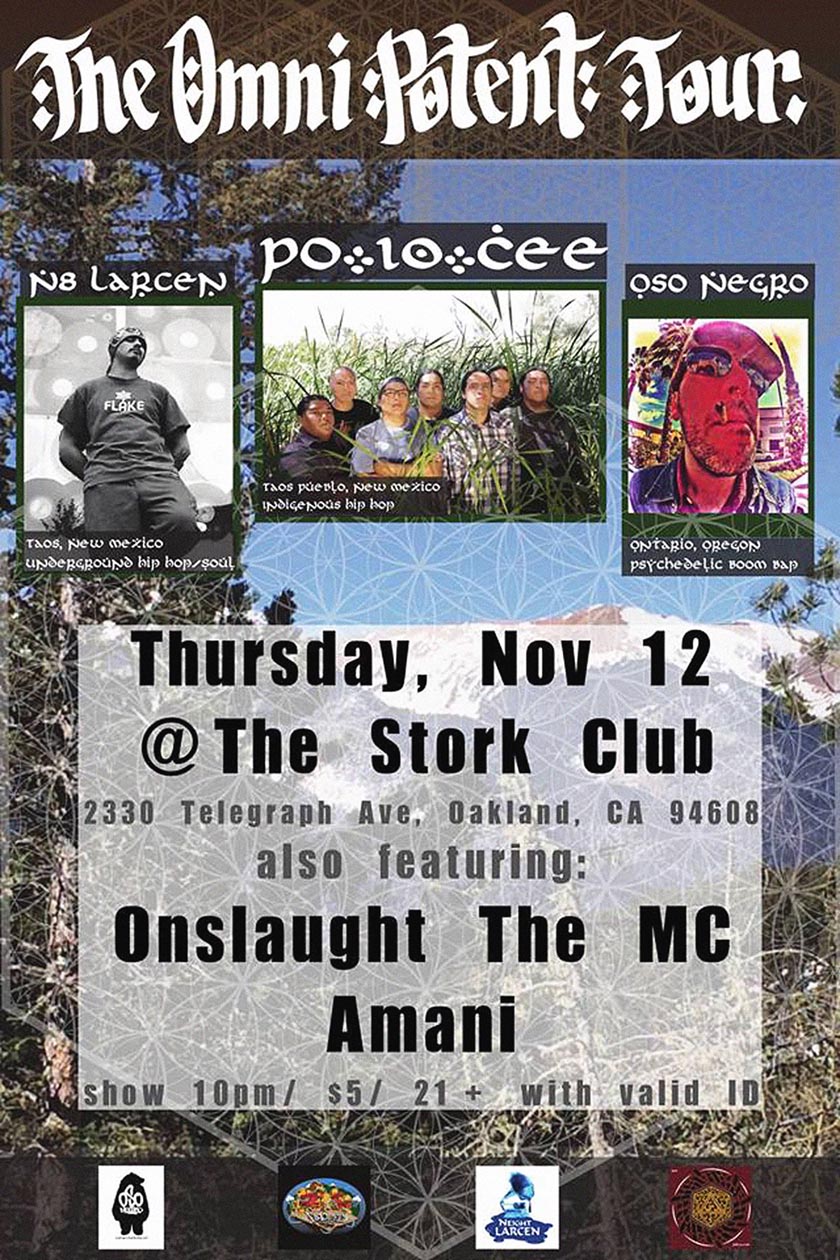 The Omni Potent Tour.
N8 LARCEN
PO.:.10.:.CEE
OSO NEGRO
FLAKE
TAOS, NEW MEXICO
UNDERGROUND HIP HOP/SOUL
TAOS PUEBLO, NEW MEXICO
INDIGENOUS HIP HOP
ONTARIO, OREGON
PSYCHEDELIC BOOM BAP
Thursday, Nov 12
@ The Stork Club
2330 Telegraph Ave, Oakland, CA 94608
also featuring:
Onslaught The MC
Amani
show 10pm/ $5/ 21+ with valid ID
OSO
NEGRO
NEIGHT
LARCEN